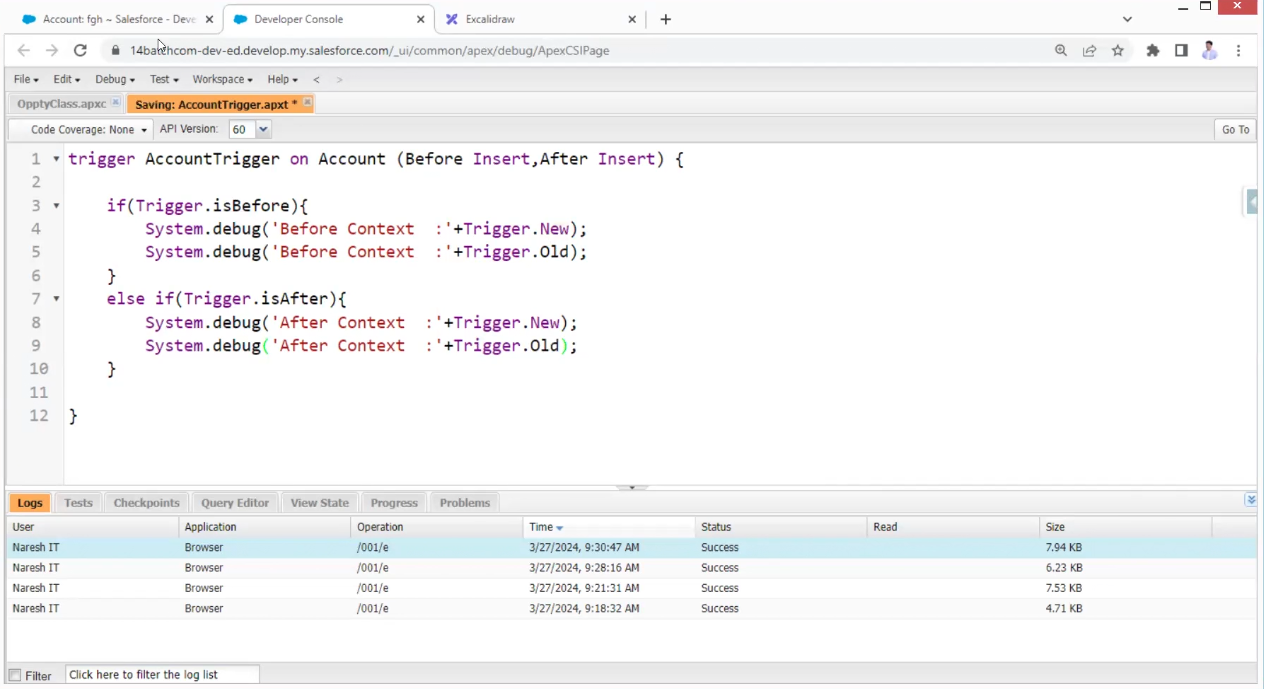 Account: fgh ~ Salesforce - Deve
Developer Console
Excalidraw
14batchcom-dev-ed.develop.my.salesforce.com/_ui/common/apex/debug/ApexCSIPage
File Edit Debug Test Workspace Help < >
OpptyClass.apxc Saving: AccountTrigger.apxt *
Code Coverage: None API Version: 60 Go To
1 trigger AccountTrigger on Account (Before Insert,After Insert) {
2
3 if(Trigger.isBefore){
4 System.debug('Before Context  :'+Trigger.New);
5 System.debug('Before Context  :'+Trigger.Old);
6 }
7 else if(Trigger.isAfter){
8 System.debug('After Context  :'+Trigger.New);
9 System.debug('After Context  :'+Trigger.Old);
10 }
11
12 }
Logs Tests Checkpoints Query Editor View State Progress Problems
User Application Operation Time Status Read Size
Naresh IT Browser /001/e 3/27/2024, 9:30:47 AM Success 7.94 KB
Naresh IT Browser /001/e 3/27/2024, 9:28:16 AM Success 6.23 KB
Naresh IT Browser /001/e 3/27/2024, 9:21:31 AM Success 7.53 KB
Naresh IT Browser /001/e 3/27/2024, 9:18:32 AM Success 4.71 KB
Filter Click here to filter the log list